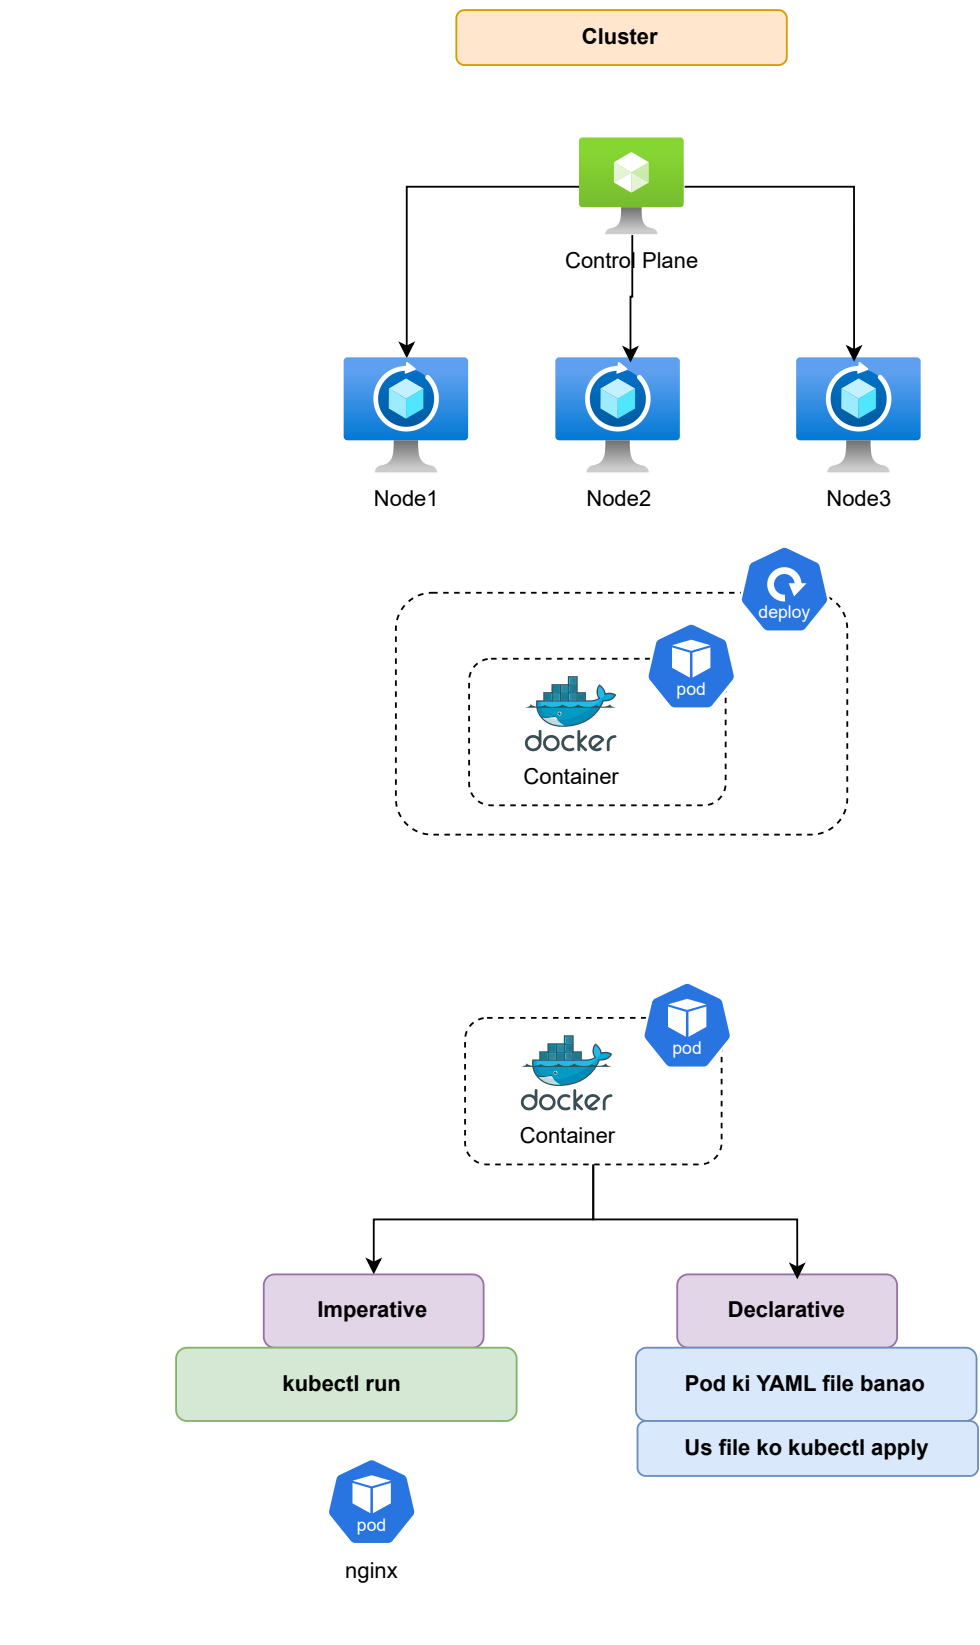 Cluster
Control Plane
Node1
Node2
Node3
deploy
pod
docker
Container
pod
docker
Container
Imperative
Declarative
kubectl run
Pod ki YAML file banao
Us file ko kubectl apply
pod
nginx